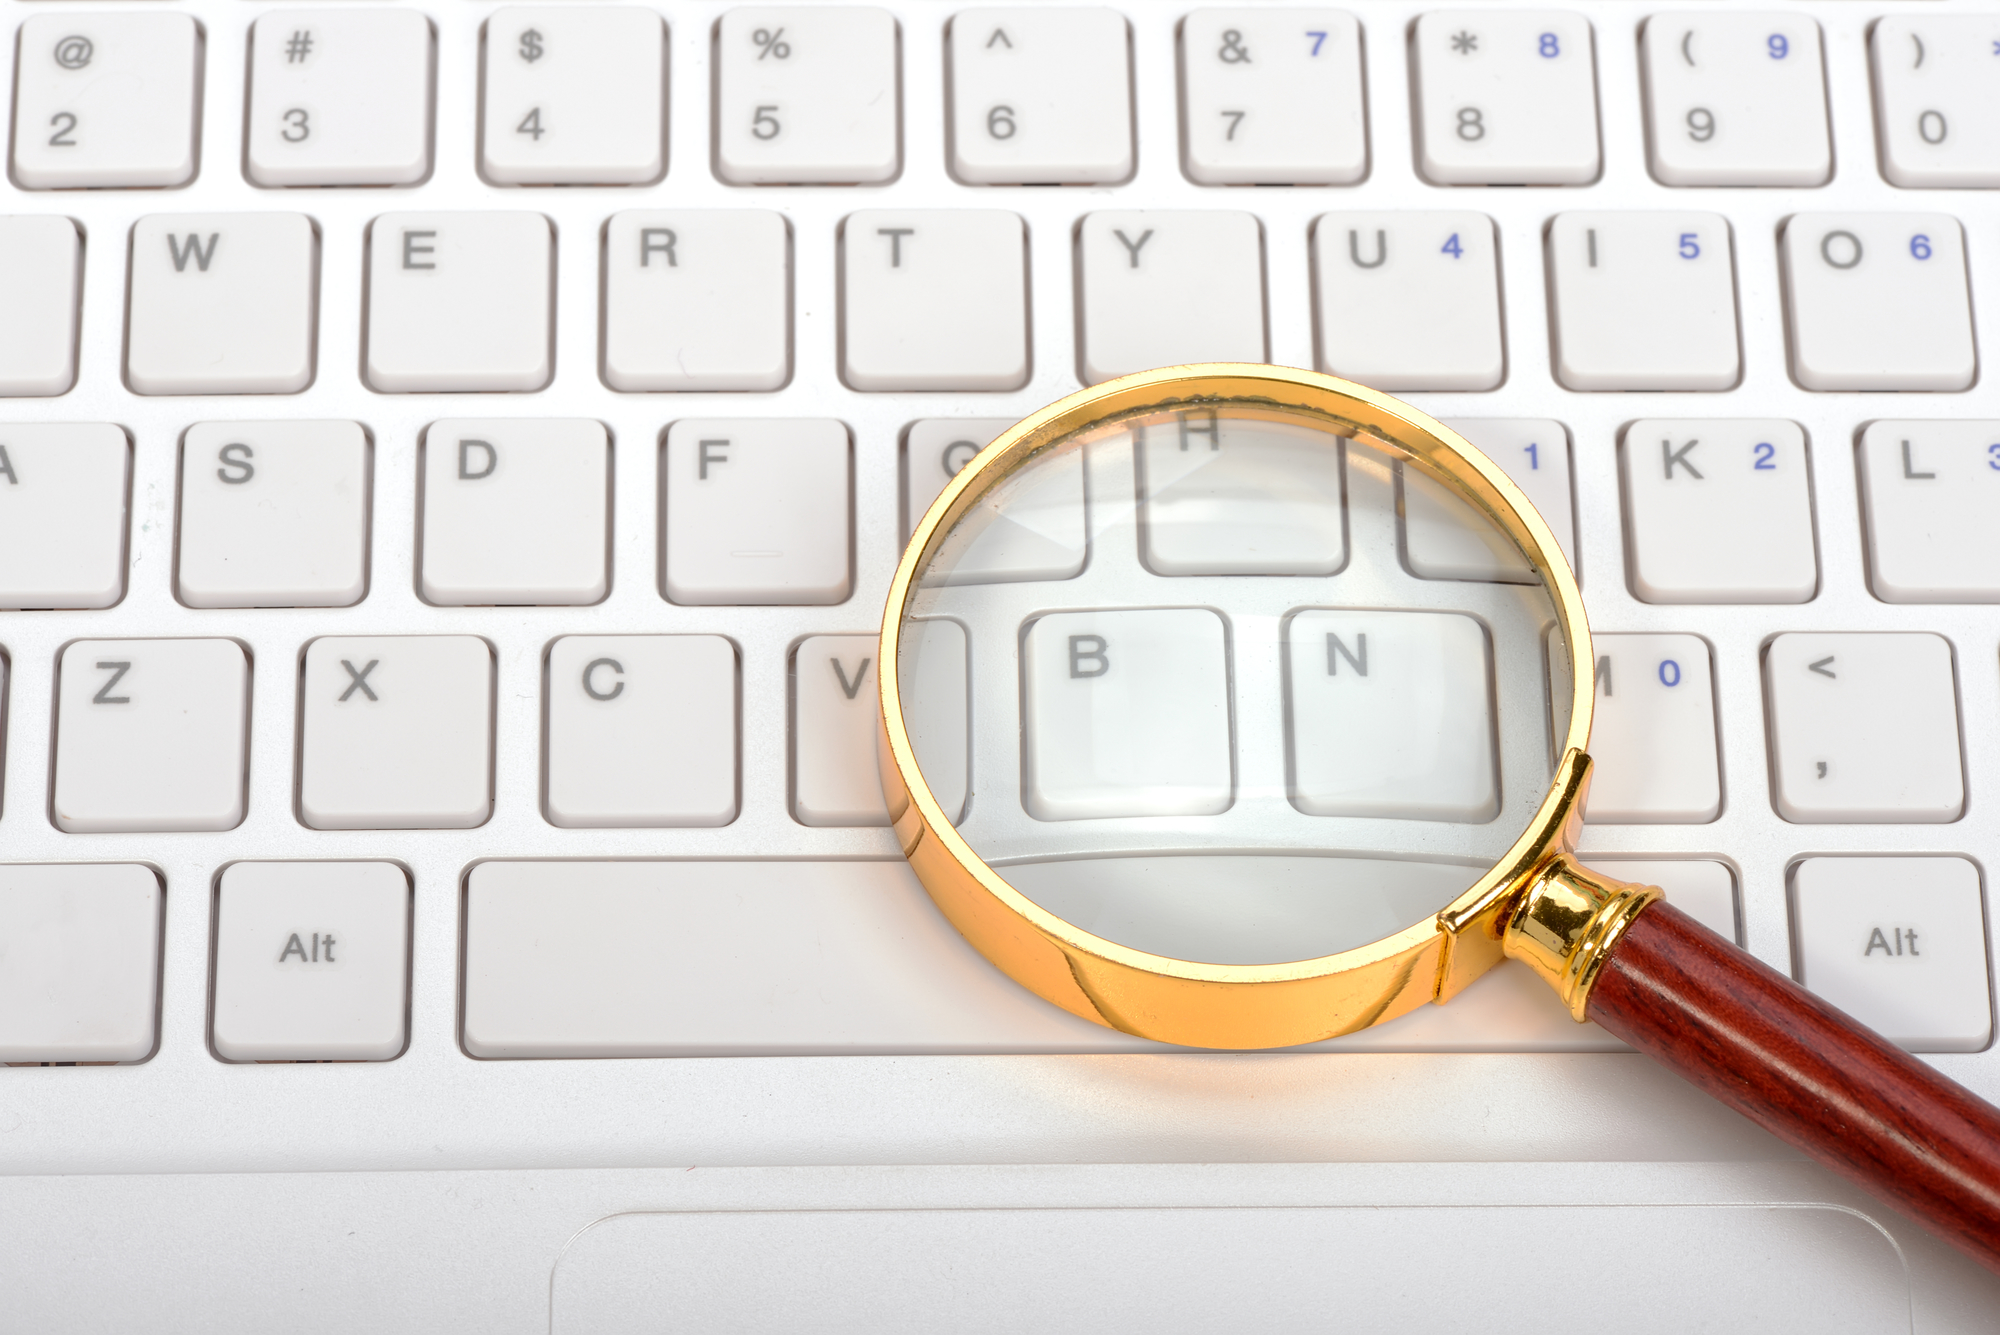 @ # $ % ^ & 7 * 8 ( 9 )
2 3 4 5 6 7 8 9 0
W E R T Y U 4 I 5 O 6
A S D F G H 1 K 2 L 3
Z X C V B N M 0 <
,
Alt Alt